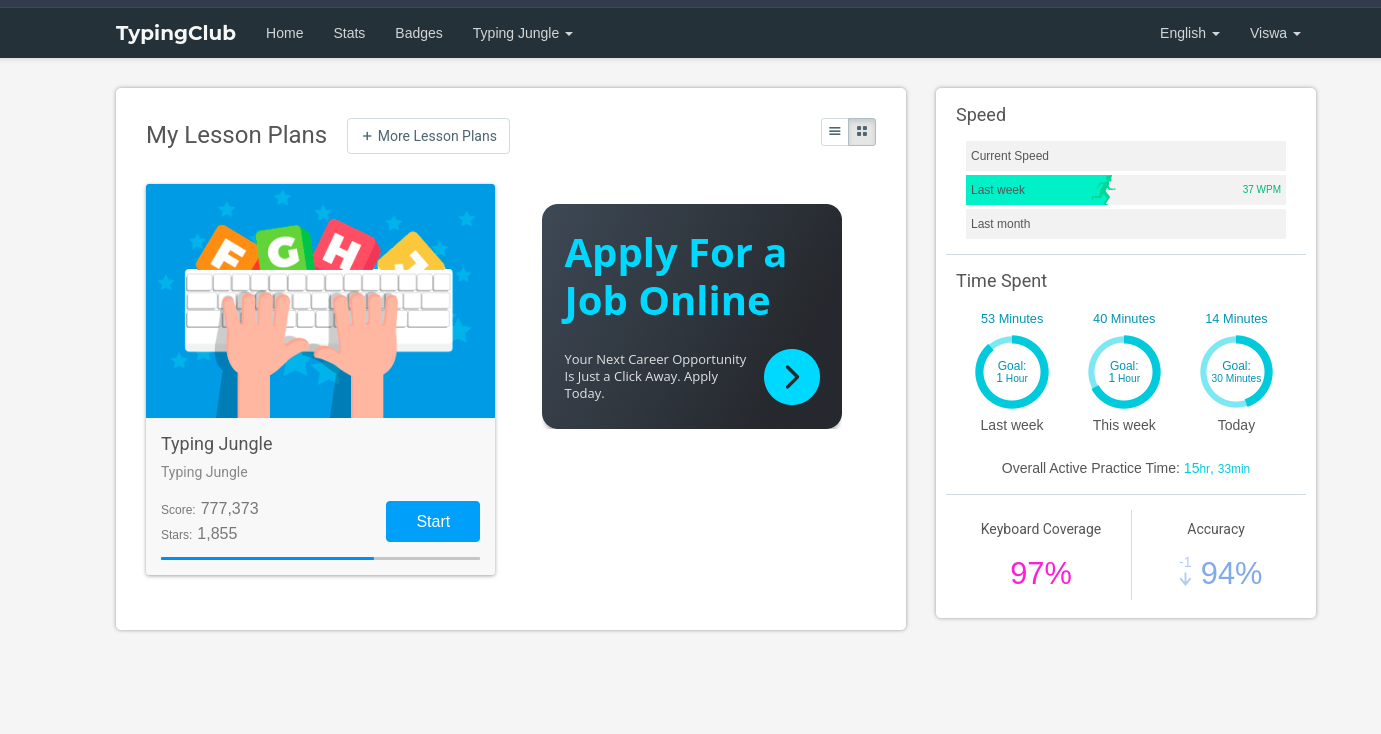 TypingClub Home Stats Badges Typing Jungle English Viswa
My Lesson Plans + More Lesson Plans
F G H J
Typing Jungle
Typing Jungle
Score: 777,373
Stars: 1,855
Start
Apply For a
Job Online
Your Next Career Opportunity
Is Just a Click Away. Apply
Today.
Speed
Current Speed
Last week 37 WPM
Last month
Time Spent
53 Minutes 40 Minutes 14 Minutes
Goal: Goal: Goal:
1 Hour 1 Hour 30 Minutes
Last week This week Today
Overall Active Practice Time: 15hr, 33min
Keyboard Coverage Accuracy
97% -1 94%